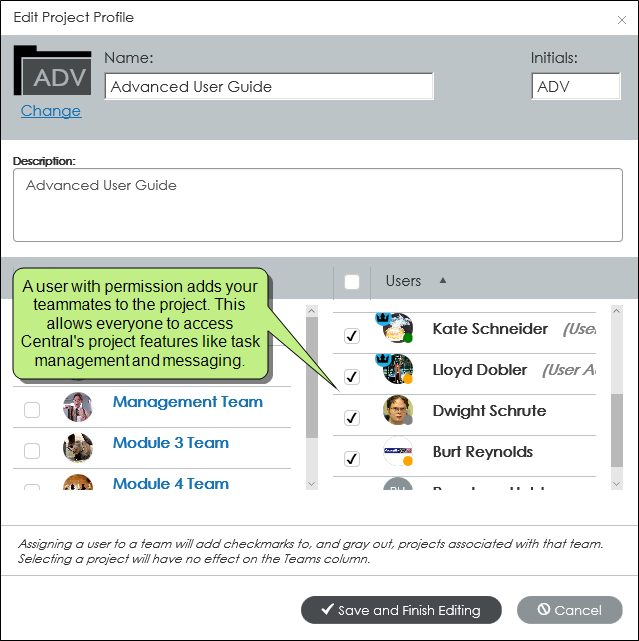 Edit Project Profile
ADV
Change
Name:
Advanced User Guide
Initials:
ADV
Description:
Advanced User Guide
A user with permission adds your
teammates to the project. This
allows everyone to access
Central's project features like task
management and messaging.
Management Team
Module 3 Team
Module 4 Team
Users
Kate Schneider (User
Lloyd Dobler (User A
Dwight Schrute
Burt Reynolds
Assigning a user to a team will add checkmarks to, and gray out, projects associated with that team.
Selecting a project will have no effect on the Teams column.
Save and Finish Editing
Cancel